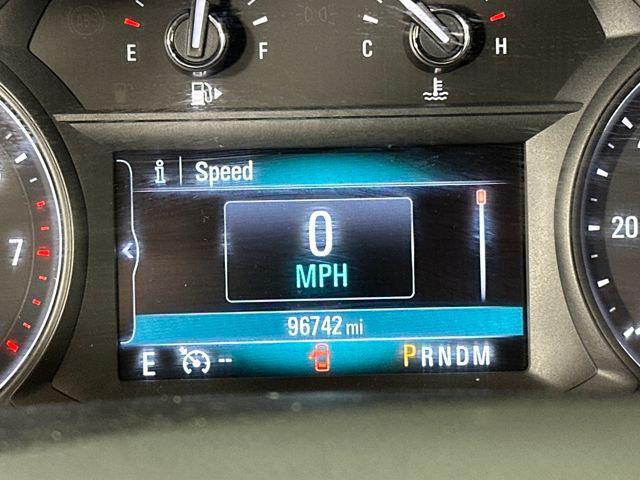 E F C H
i Speed
0
MPH
96742 mi
E -- PRNDM
7
20